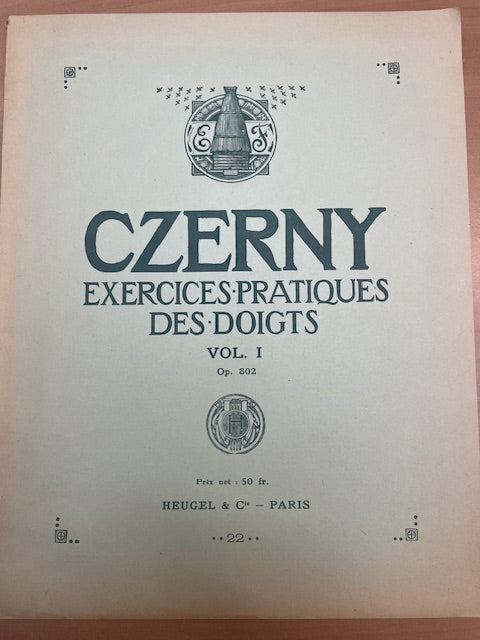 E F
CZERNY
EXERCICES·PRATIQUES
DES·DOIGTS
VOL. I
Op. 802
H
Prix net : 50 fr.
HEUGEL & Cie — PARIS
··22··